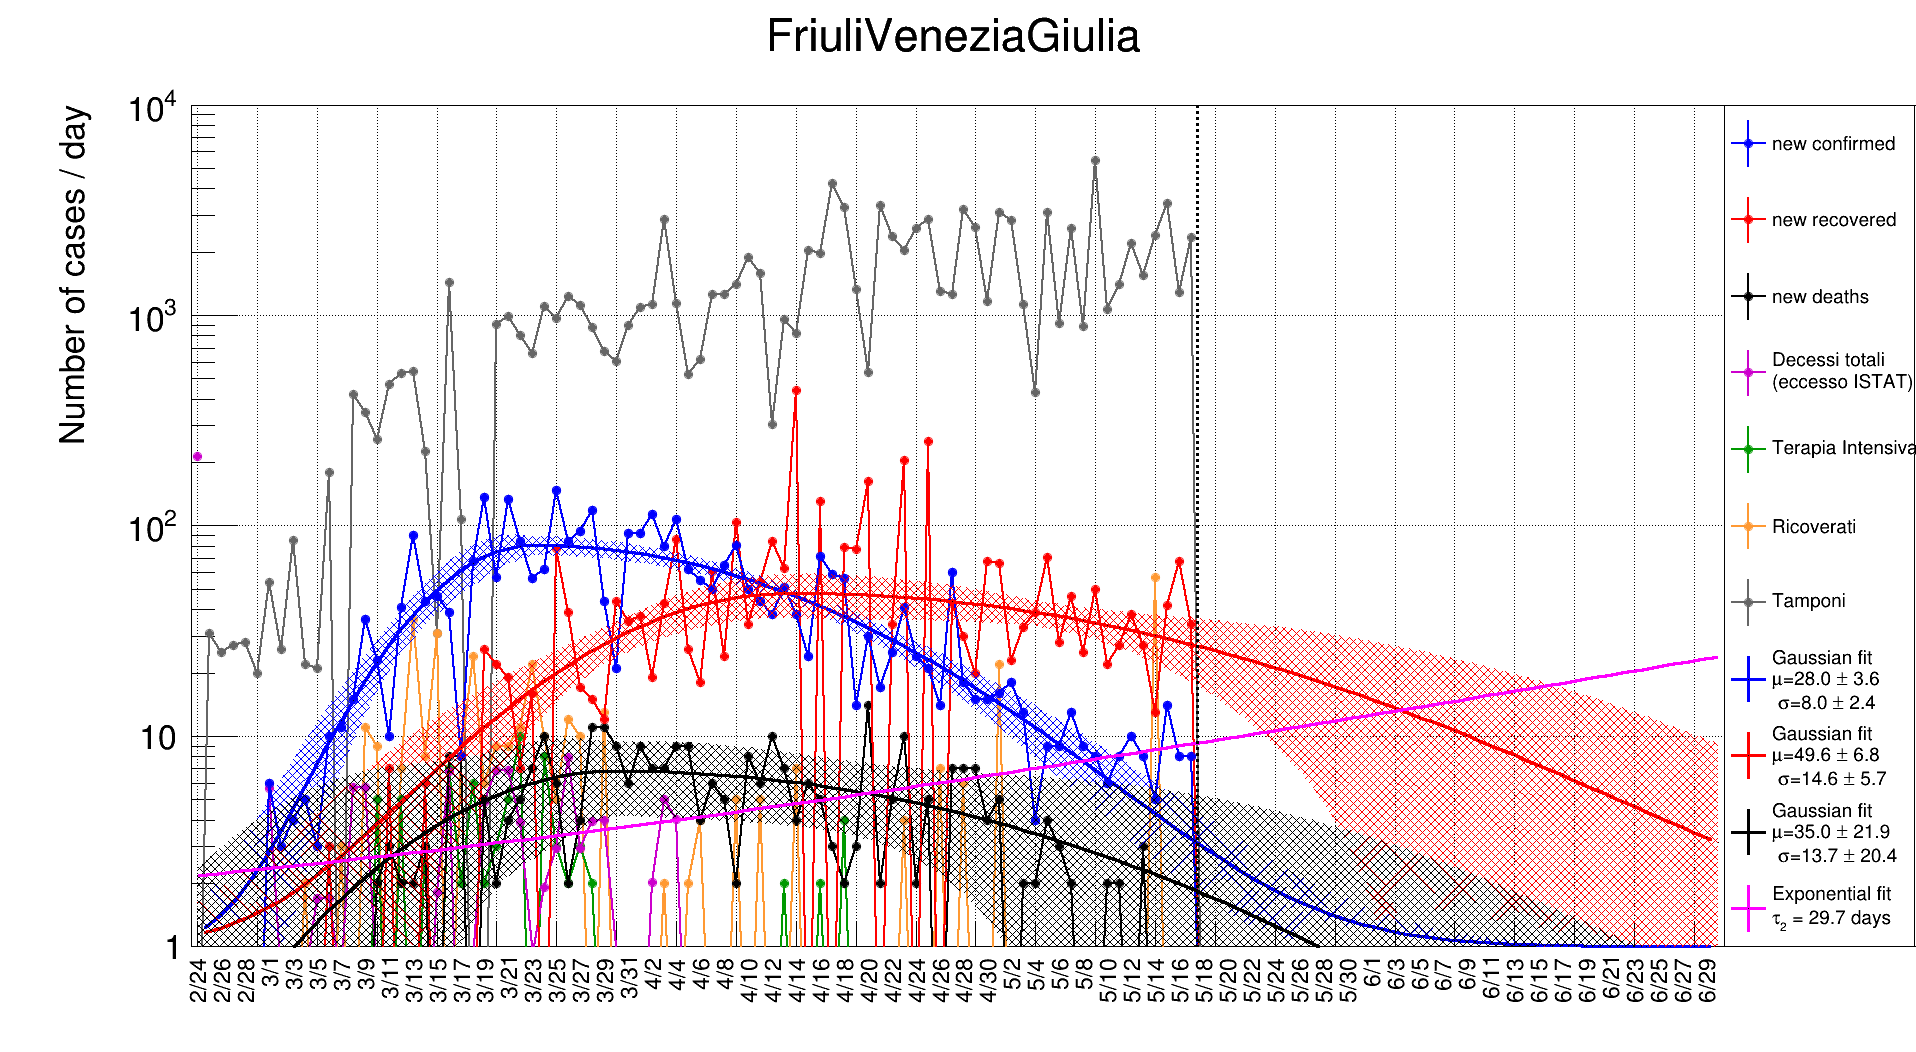 FriuliVeneziaGiulia
Number of cases / day
10⁴
10³
10²
10
1
2/24 2/26 2/28 3/1 3/3 3/5 3/7 3/9 3/11 3/13 3/15 3/17 3/19 3/21 3/23 3/25 3/27 3/29 3/31 4/2 4/4 4/6 4/8 4/10 4/12 4/14 4/16 4/18 4/20 4/22 4/24 4/26 4/28 4/30 5/2 5/4 5/6 5/8 5/10 5/12 5/14 5/16 5/18 5/20 5/22 5/24 5/26 5/28 5/30 6/1 6/3 6/5 6/7 6/9 6/11 6/13 6/15 6/17 6/19 6/21 6/23 6/25 6/27 6/29
new confirmed
new recovered
new deaths
Decessi totali
(eccesso ISTAT)
Terapia Intensiva
Ricoverati
Tamponi
Gaussian fit
μ=28.0 ± 3.6
σ=8.0 ± 2.4
Gaussian fit
μ=49.6 ± 6.8
σ=14.6 ± 5.7
Gaussian fit
μ=35.0 ± 21.9
σ=13.7 ± 20.4
Exponential fit
τ₂ = 29.7 days